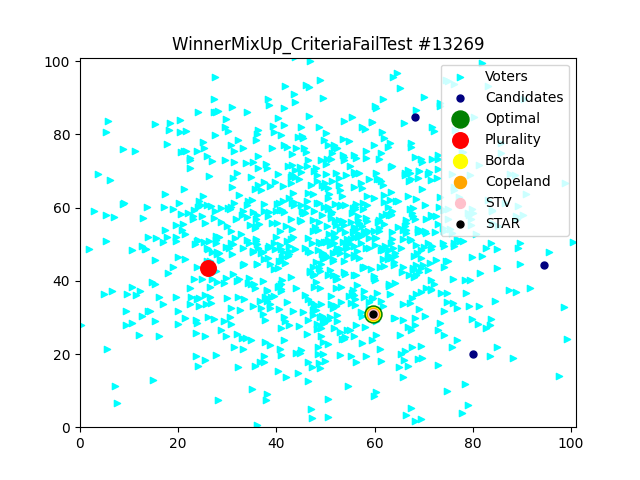 WinnerMixUp_CriteriaFailTest #13269
100
80
60
40
20
0
0
20
40
60
80
100
Voters
Candidates
Optimal
Plurality
Borda
Copeland
STV
STAR